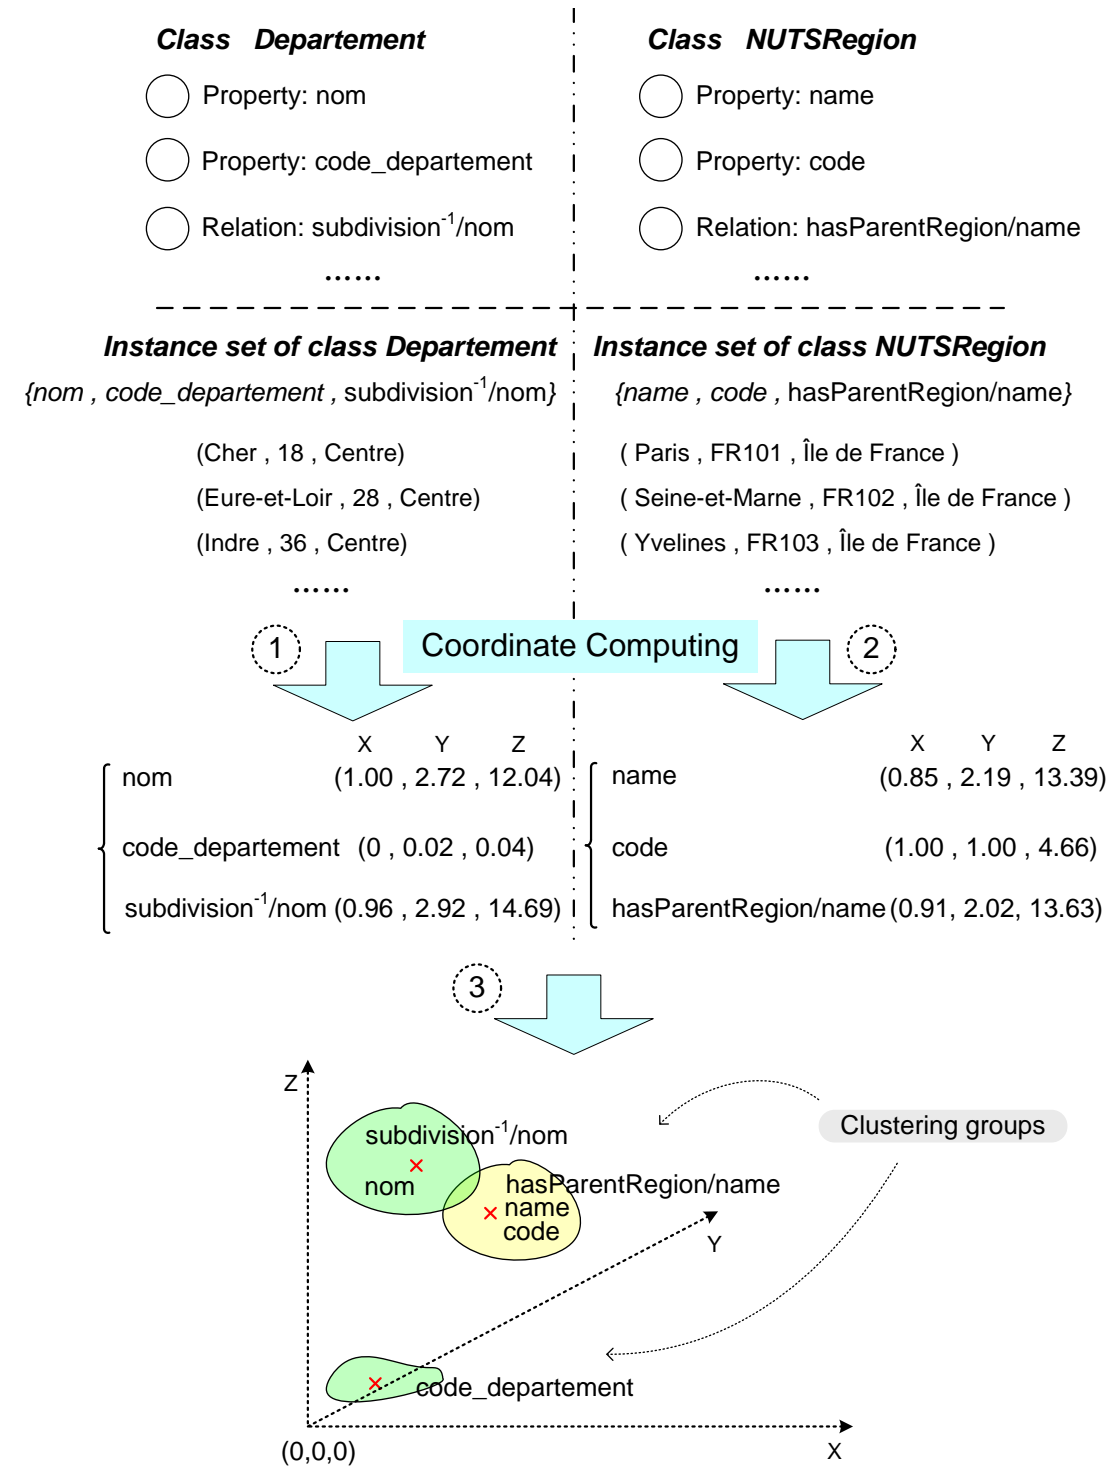 Class Departement
Property: nom
Property: code_departement
Relation: subdivision⁻¹/nom
......
Class NUTSRegion
Property: name
Property: code
Relation: hasParentRegion/name
......
Instance set of class Departement
{nom , code_departement , subdivision⁻¹/nom}
(Cher , 18 , Centre)
(Eure-et-Loir , 28 , Centre)
(Indre , 36 , Centre)
......
Instance set of class NUTSRegion
{name , code , hasParentRegion/name}
( Paris , FR101 , Île de France )
( Seine-et-Marne , FR102 , Île de France )
( Yvelines , FR103 , Île de France )
......
1
Coordinate Computing
2
X Y Z
nom (1.00 , 2.72 , 12.04)
code_departement (0 , 0.02 , 0.04)
subdivision⁻¹/nom (0.96 , 2.92 , 14.69)
X Y Z
name (0.85 , 2.19 , 13.39)
code (1.00 , 1.00 , 4.66)
hasParentRegion/name (0.91, 2.02, 13.63)
3
Z
subdivision⁻¹/nom
nom
hasParentRegion/name
name
code
Y
Clustering groups
code_departement
(0,0,0)
X